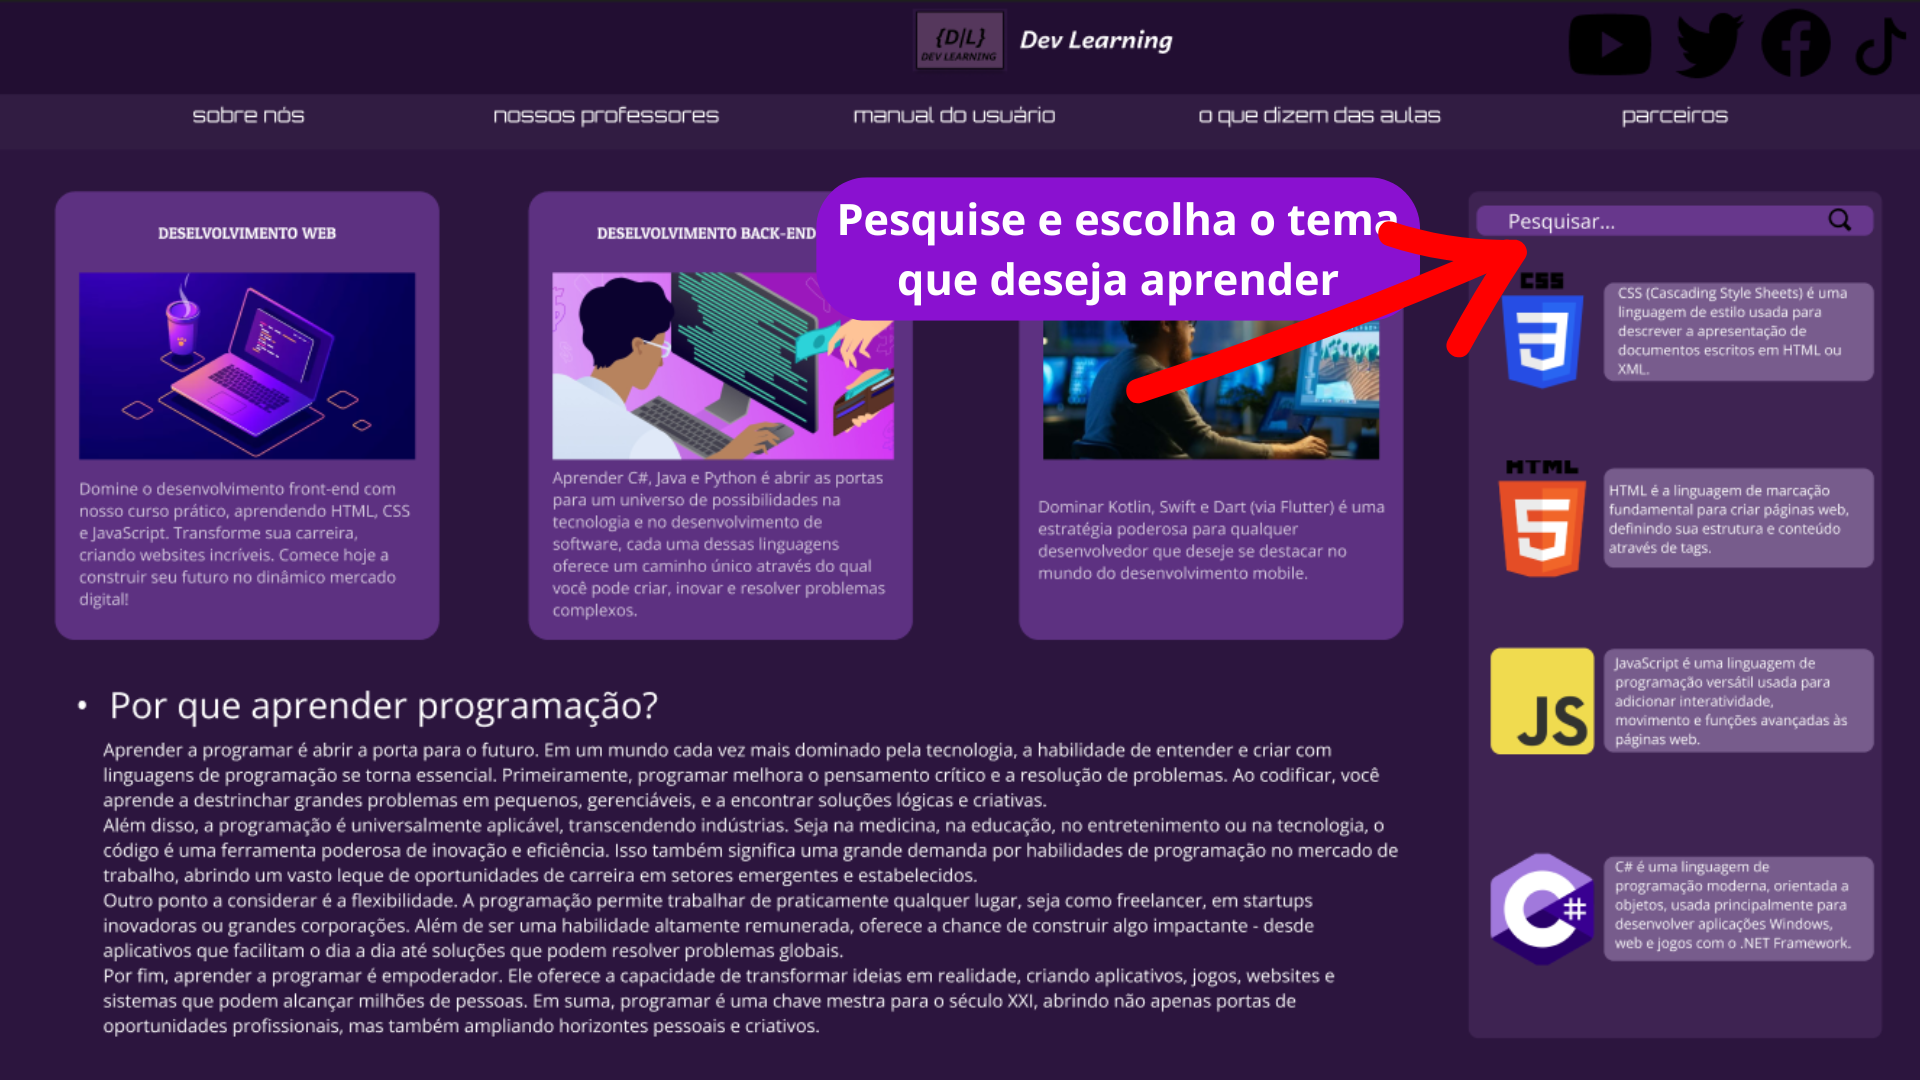 {D|L}
DEV LEARNING
Dev Learning
sobre nós
nossos professores
manual do usuário
o que dizem das aulas
parceiros
DESELVOLVIMENTO WEB
Domine o desenvolvimento front-end com
nosso curso prático, aprendendo HTML, CSS
e JavaScript. Transforme sua carreira,
criando websites incríveis. Comece hoje a
construir seu futuro no dinâmico mercado
digital!
DESELVOLVIMENTO BACK-END
Aprender C#, Java e Python é abrir as portas
para um universo de possibilidades na
tecnologia e no desenvolvimento de
software, cada uma dessas linguagens
oferece um caminho único através do qual
você pode criar, inovar e resolver problemas
complexos.
Pesquise e escolha o tema
que deseja aprender
Dominar Kotlin, Swift e Dart (via Flutter) é uma
estratégia poderosa para qualquer
desenvolvedor que deseje se destacar no
mundo do desenvolvimento mobile.
Pesquisar...
CSS
3
CSS (Cascading Style Sheets) é uma
linguagem de estilo usada para
descrever a apresentação de
documentos escritos em HTML ou
XML.
HTML
5
HTML é a linguagem de marcação
fundamental para criar páginas web,
definindo sua estrutura e conteúdo
através de tags.
JS
JavaScript é uma linguagem de
programação versátil usada para
adicionar interatividade,
movimento e funções avançadas às
páginas web.
C#
C# é uma linguagem de
programação moderna, orientada a
objetos, usada principalmente para
desenvolver aplicações Windows,
web e jogos com o .NET Framework.
• Por que aprender programação?
Aprender a programar é abrir a porta para o futuro. Em um mundo cada vez mais dominado pela tecnologia, a habilidade de entender e criar com
linguagens de programação se torna essencial. Primeiramente, programar melhora o pensamento crítico e a resolução de problemas. Ao codificar, você
aprende a destrinchar grandes problemas em pequenos, gerenciáveis, e a encontrar soluções lógicas e criativas.
Além disso, a programação é universalmente aplicável, transcendendo indústrias. Seja na medicina, na educação, no entretenimento ou na tecnologia, o
código é uma ferramenta poderosa de inovação e eficiência. Isso também significa uma grande demanda por habilidades de programação no mercado de
trabalho, abrindo um vasto leque de oportunidades de carreira em setores emergentes e estabelecidos.
Outro ponto a considerar é a flexibilidade. A programação permite trabalhar de praticamente qualquer lugar, seja como freelancer, em startups
inovadoras ou grandes corporações. Além de ser uma habilidade altamente remunerada, oferece a chance de construir algo impactante - desde
aplicativos que facilitam o dia a dia até soluções que podem resolver problemas globais.
Por fim, aprender a programar é empoderador. Ele oferece a capacidade de transformar ideias em realidade, criando aplicativos, jogos, websites e
sistemas que podem alcançar milhões de pessoas. Em suma, programar é uma chave mestra para o século XXI, abrindo não apenas portas de
oportunidades profissionais, mas também ampliando horizontes pessoais e criativos.